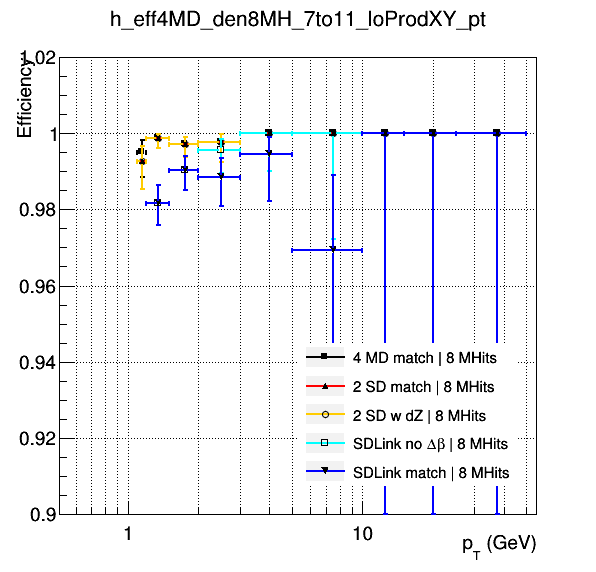 h_eff4MD_den8MH_7to11_loProdXY_pt
Efficiency
1.02
1
0.98
0.96
0.94
0.92
0.9
4 MD match | 8 MHits
2 SD match | 8 MHits
2 SD w dZ | 8 MHits
SDLink no Δβ | 8 MHits
SDLink match | 8 MHits
1
10
p_T (GeV)